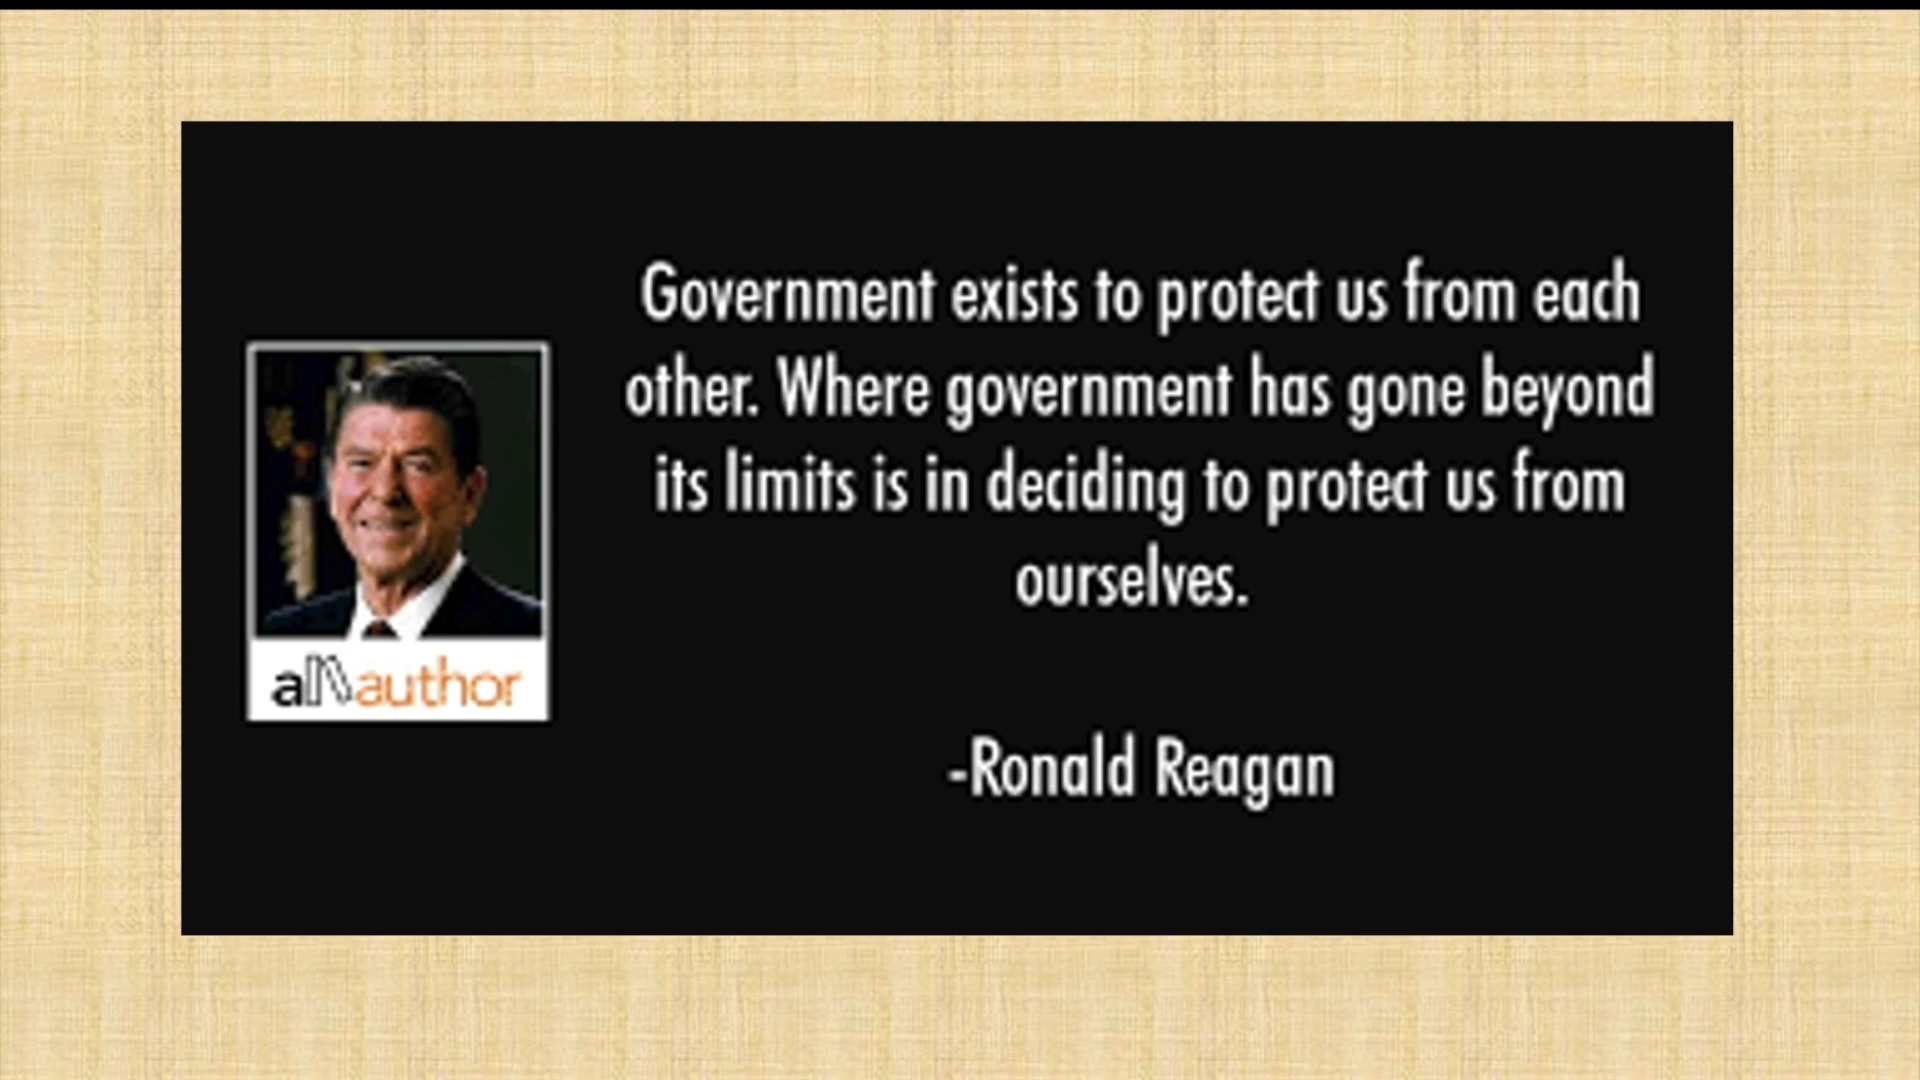 Government exists to protect us from each
other. Where government has gone beyond
its limits is in deciding to protect us from
ourselves.
-Ronald Reagan
allauthor